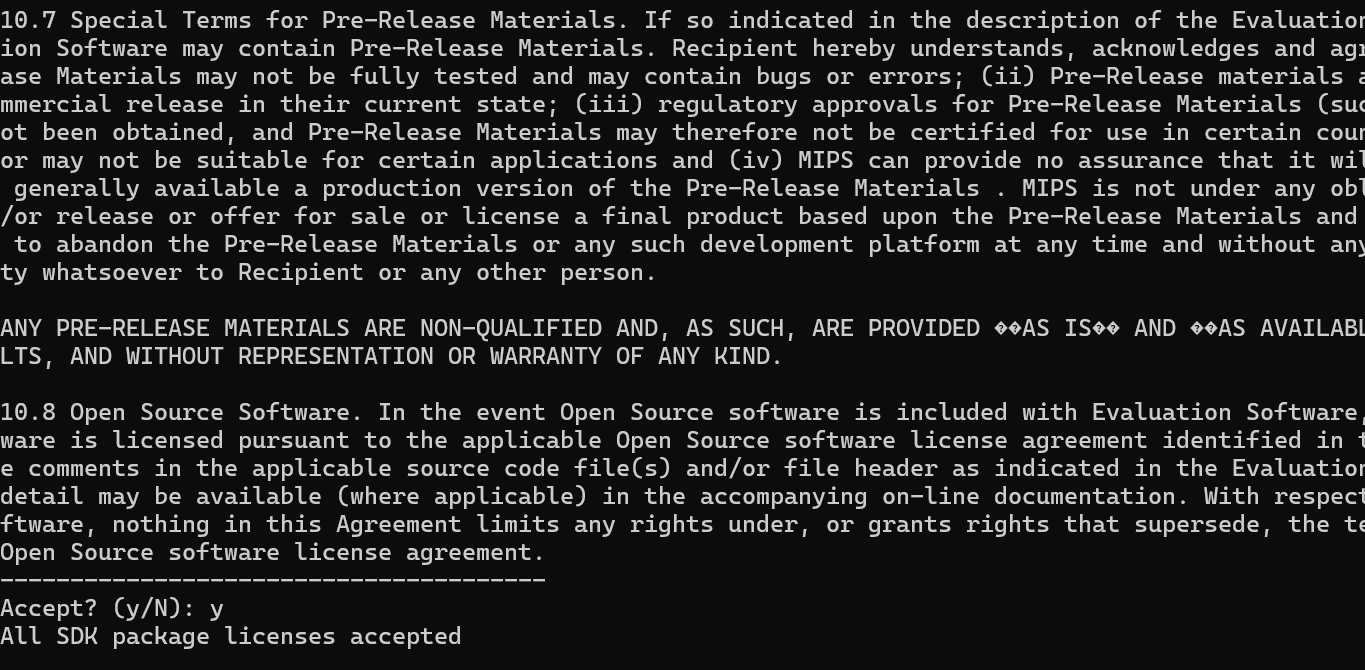 10.7 Special Terms for Pre-Release Materials. If so indicated in the description of the Evaluation
ion Software may contain Pre-Release Materials. Recipient hereby understands, acknowledges and agr
ase Materials may not be fully tested and may contain bugs or errors; (ii) Pre-Release materials a
mmercial release in their current state; (iii) regulatory approvals for Pre-Release Materials (suc
ot been obtained, and Pre-Release Materials may therefore not be certified for use in certain coun
or may not be suitable for certain applications and (iv) MIPS can provide no assurance that it wil
generally available a production version of the Pre-Release Materials . MIPS is not under any obl
/or release or offer for sale or license a final product based upon the Pre-Release Materials and
to abandon the Pre-Release Materials or any such development platform at any time and without any
ty whatsoever to Recipient or any other person.
ANY PRE-RELEASE MATERIALS ARE NON-QUALIFIED AND, AS SUCH, ARE PROVIDED ��AS IS�� AND ��AS AVAILABL
LTS, AND WITHOUT REPRESENTATION OR WARRANTY OF ANY KIND.
10.8 Open Source Software. In the event Open Source software is included with Evaluation Software,
ware is licensed pursuant to the applicable Open Source software license agreement identified in t
e comments in the applicable source code file(s) and/or file header as indicated in the Evaluation
detail may be available (where applicable) in the accompanying on-line documentation. With respect
ftware, nothing in this Agreement limits any rights under, or grants rights that supersede, the te
Open Source software license agreement.
---------------------------------------
Accept? (y/N): y
All SDK package licenses accepted